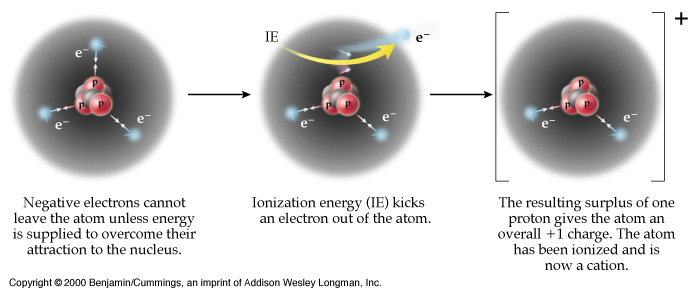 e⁻
e⁻
e⁻
p
p
p
IE
e⁻
e⁻
e⁻
p
p
p
+
e⁻
e⁻
p
p
p
Negative electrons cannot
leave the atom unless energy
is supplied to overcome their
attraction to the nucleus.
Ionization energy (IE) kicks
an electron out of the atom.
The resulting surplus of one
proton gives the atom an
overall +1 charge. The atom
has been ionized and is
now a cation.
Copyright © 2000 Benjamin/Cummings, an imprint of Addison Wesley Longman, Inc.